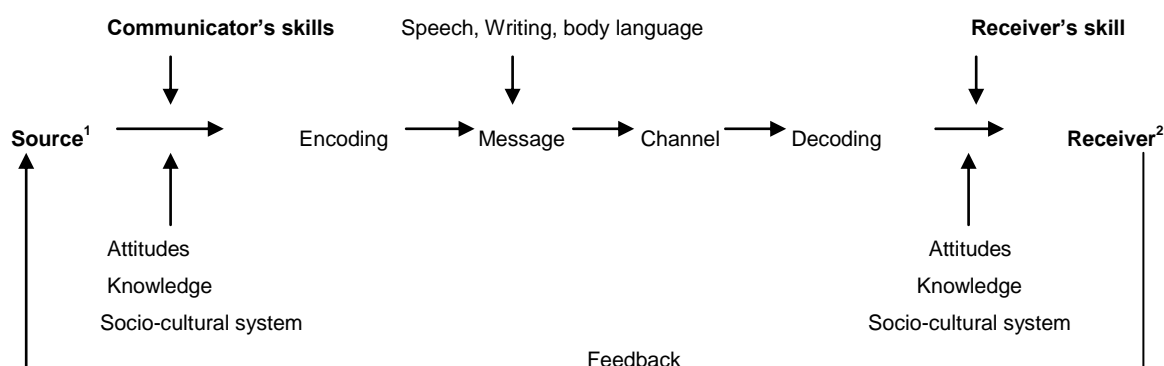 Communicator's skills Speech, Writing, body language Receiver's skill
Source¹ Encoding Message Channel Decoding Receiver²
Attitudes Attitudes
Knowledge Knowledge
Socio-cultural system Socio-cultural system
Feedback